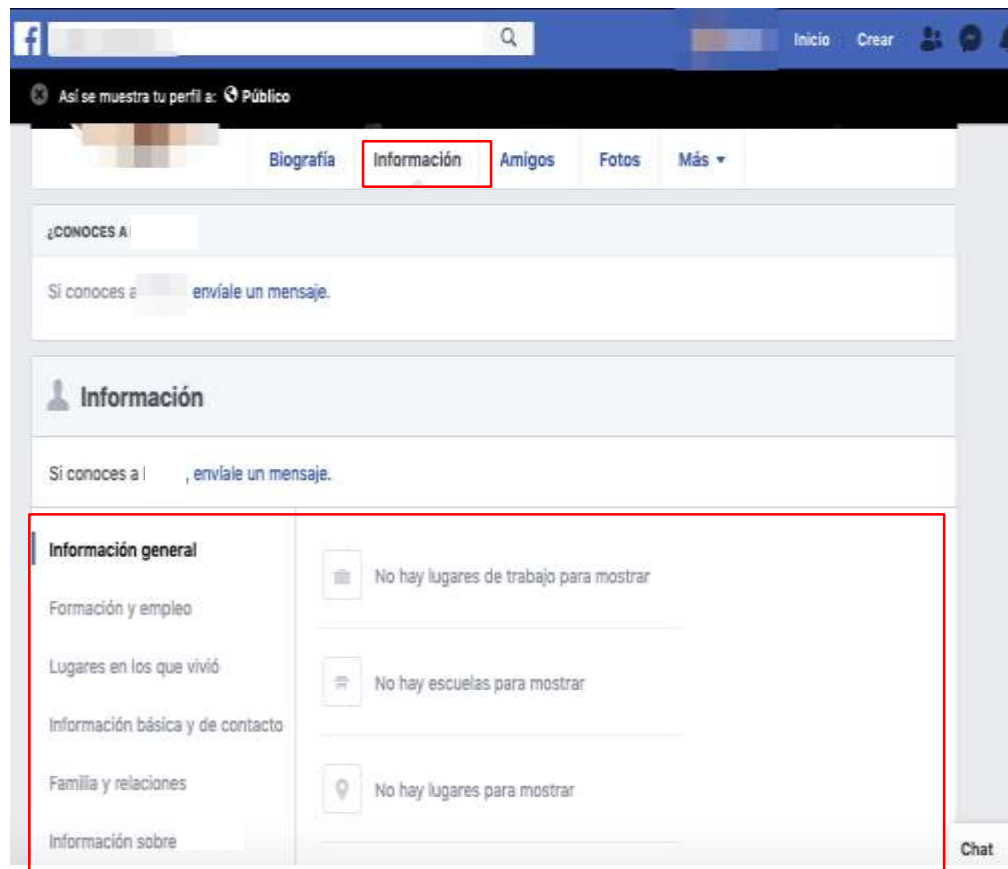 f
Inicio Crear
Así se muestra tu perfil a: Público
Biografía Información Amigos Fotos Más
¿CONOCES A
Si conoces a envíale un mensaje.
Información
Si conoces a , envíale un mensaje.
Información general
No hay lugares de trabajo para mostrar
Formación y empleo
Lugares en los que vivió
No hay escuelas para mostrar
Información básica y de contacto
Familia y relaciones
No hay lugares para mostrar
Información sobre
Chat